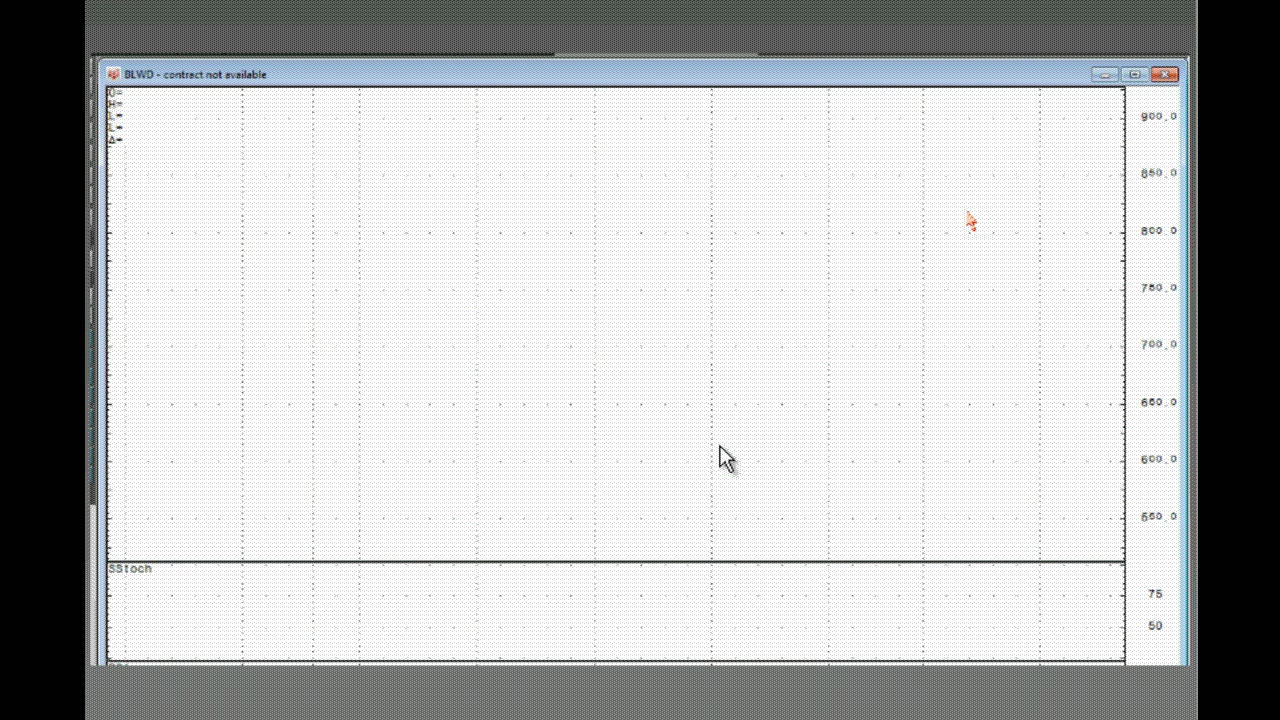 BLWD - contract not available
O=
H=
L=
L=
Δ=
900.0
850.0
800.0
750.0
700.0
650.0
600.0
550.0
SStoch
75
50